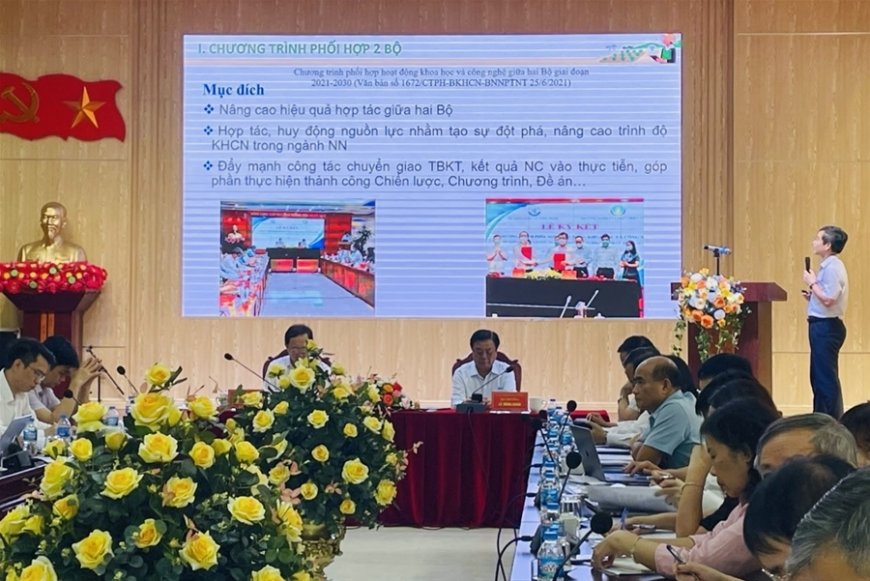 I. CHƯƠNG TRÌNH PHỐI HỢP 2 BỘ
Chương trình phối hợp hoạt động khoa học và công nghệ giữa hai Bộ giai đoạn
2021-2030 (Văn bản số 1672/CTPH-BKHCN-BNNPTNT 25/6/2021)
Mục đích
❖ Nâng cao hiệu quả hợp tác giữa hai Bộ
❖ Hợp tác, huy động nguồn lực nhằm tạo sự đột phá, nâng cao trình độ
KHCN trong ngành NN
❖ Đẩy mạnh công tác chuyển giao TBKT, kết quả NC vào thực tiễn, góp
phần thực hiện thành công Chiến lược, Chương trình, Đề án…
LỄ KÝ KẾT
LỄ KÝ KẾT